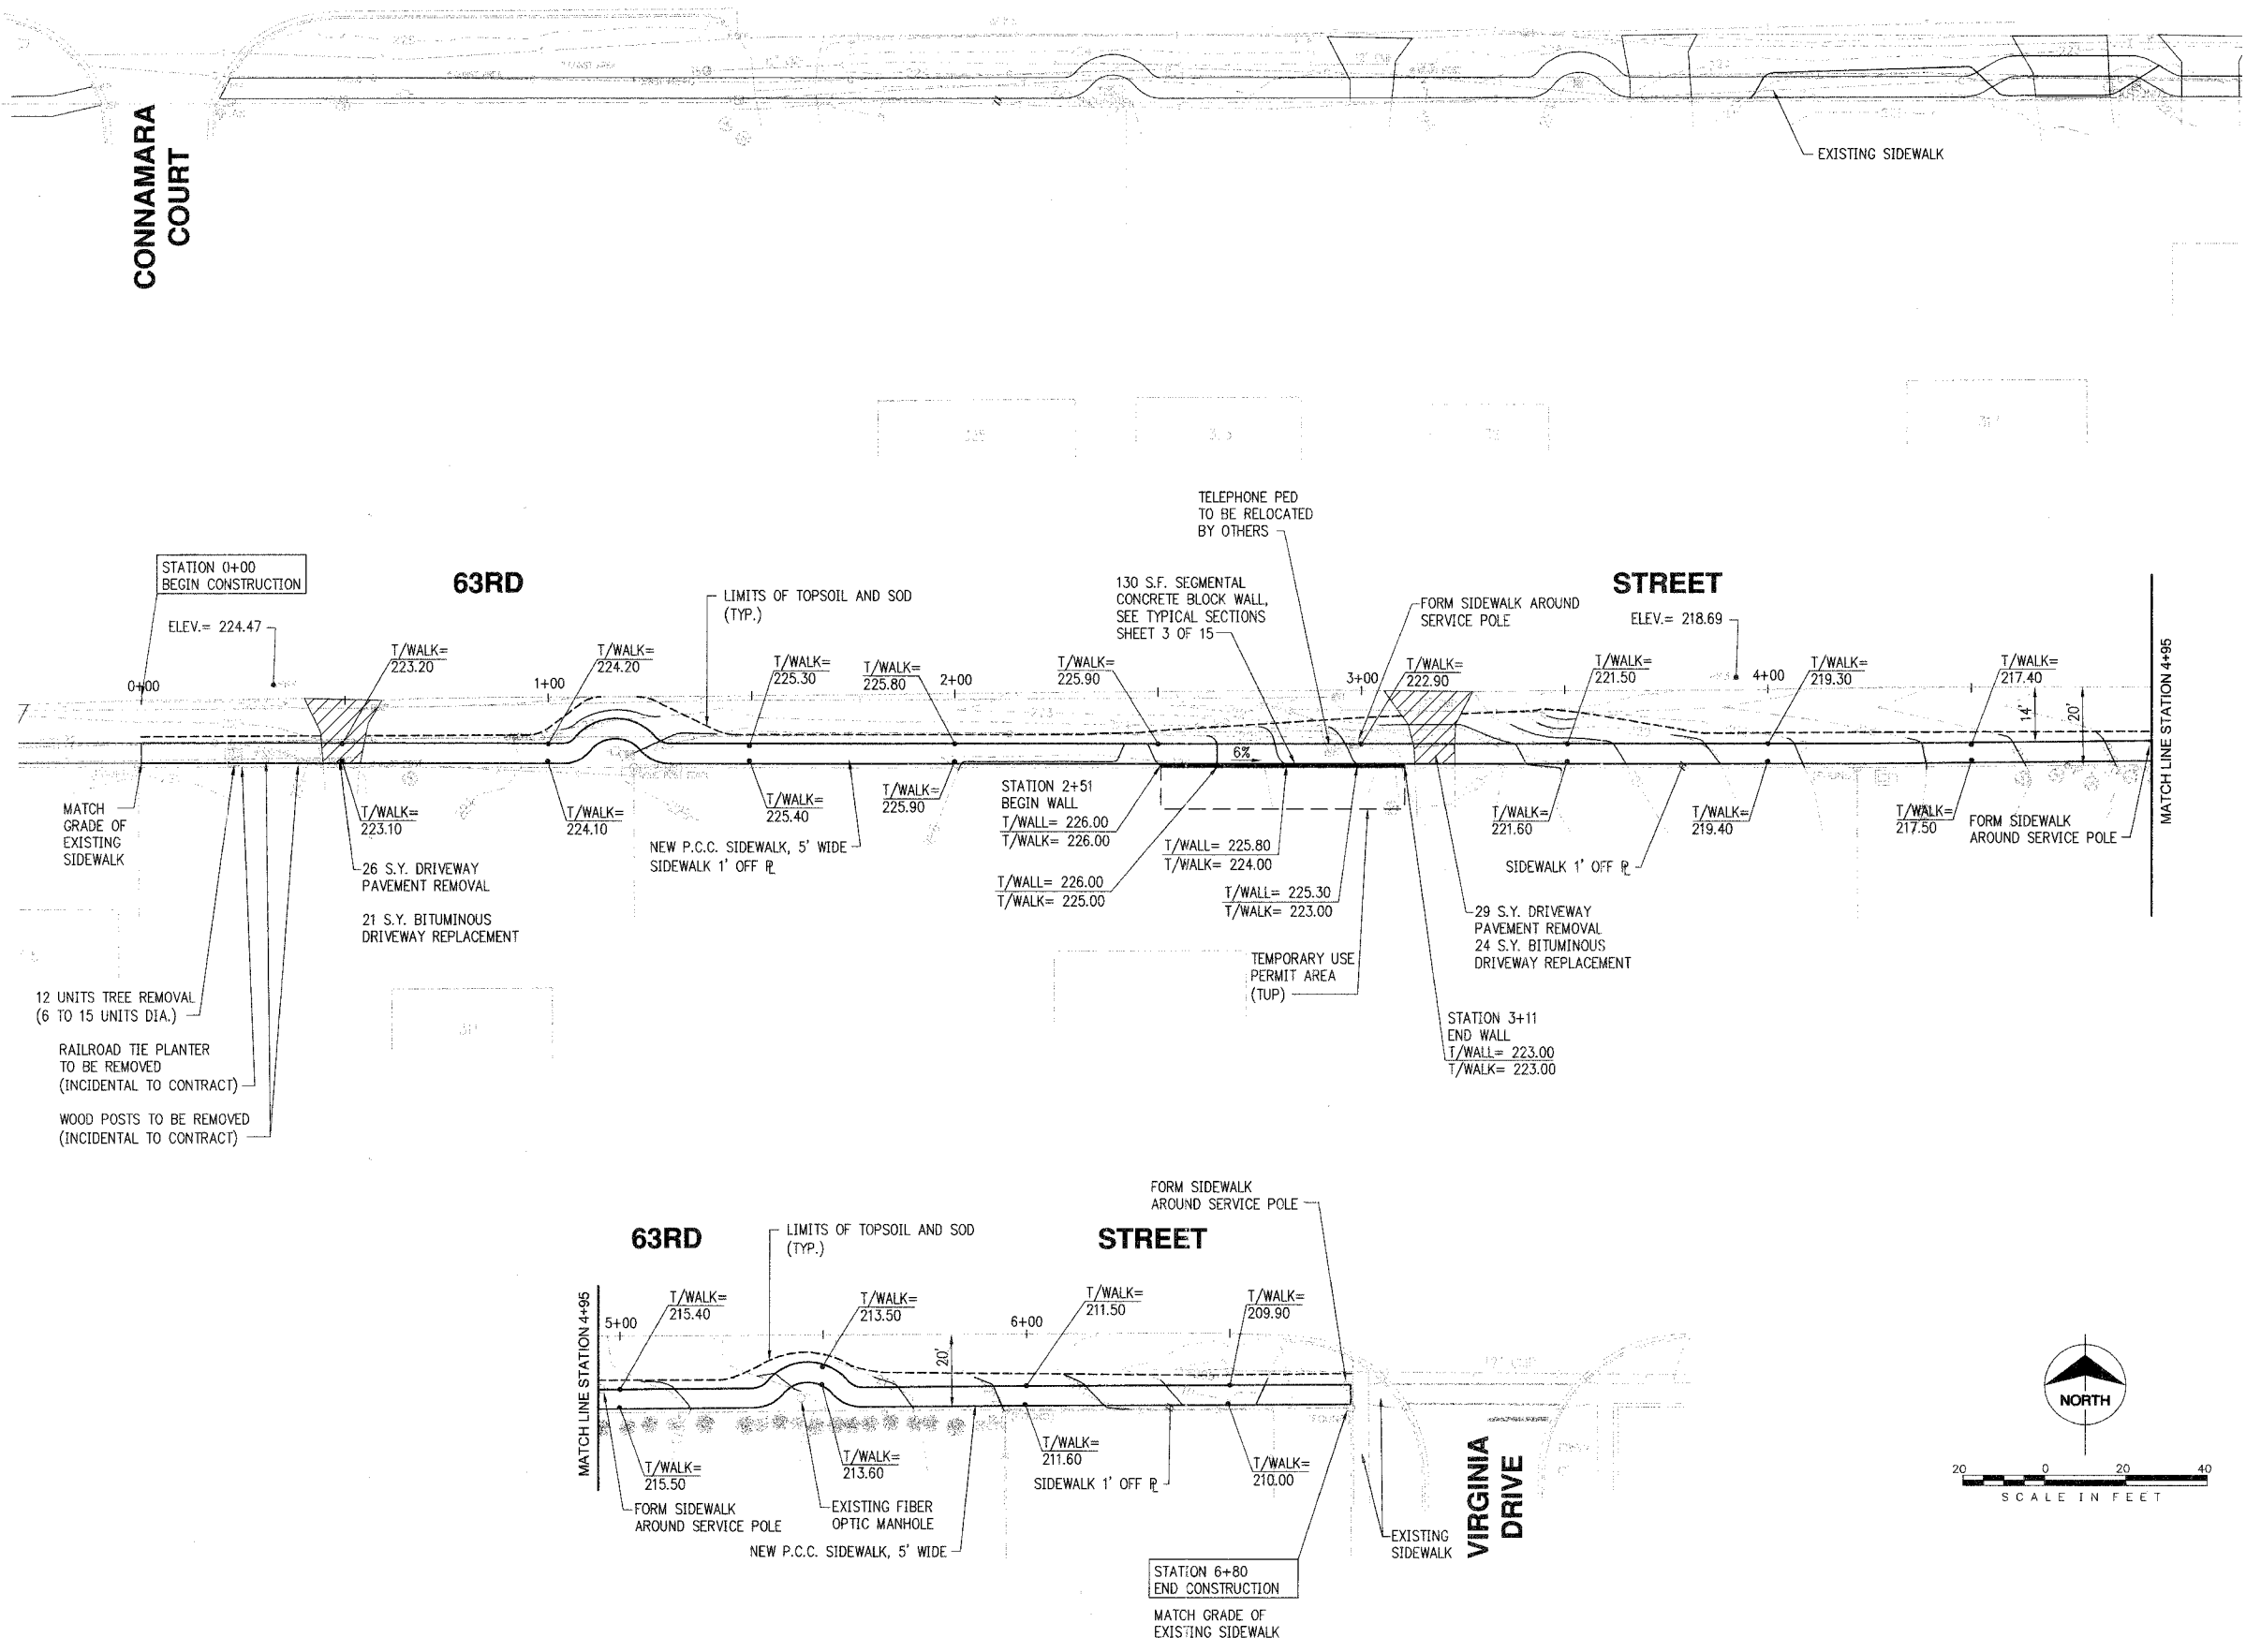 CONNAMARA
COURT
EXISTING SIDEWALK
TELEPHONE PED
TO BE RELOCATED
BY OTHERS
STATION 0+00
BEGIN CONSTRUCTION
63RD
STREET
ELEV.= 224.47
LIMITS OF TOPSOIL AND SOD
(TYP.)
130 S.F. SEGMENTAL
CONCRETE BLOCK WALL,
SEE TYPICAL SECTIONS
SHEET 3 OF 15
FORM SIDEWALK AROUND
SERVICE POLE
ELEV.= 218.69
0+00
T/WALK=
223.20
1+00
T/WALK=
224.20
T/WALK=
225.30
T/WALK=
225.80
2+00
T/WALK=
225.90
3+00
T/WALK=
222.90
T/WALK=
221.50
4+00
T/WALK=
219.30
T/WALK=
217.40
14'
20'
MATCH LINE STATION 4+95
6%
MATCH
GRADE OF
EXISTING
SIDEWALK
T/WALK=
223.10
T/WALK=
224.10
T/WALK=
225.40
T/WALK=
225.90
NEW P.C.C. SIDEWALK, 5' WIDE
SIDEWALK 1' OFF PL
STATION 2+51
BEGIN WALL
T/WALL= 226.00
T/WALK= 226.00
T/WALL= 226.00
T/WALK= 225.00
T/WALL= 225.80
T/WALK= 224.00
T/WALL= 225.30
T/WALK= 223.00
T/WALK=
221.60
SIDEWALK 1' OFF PL
T/WALK=
219.40
T/WALK=
217.50
FORM SIDEWALK
AROUND SERVICE POLE
26 S.Y. DRIVEWAY
PAVEMENT REMOVAL
21 S.Y. BITUMINOUS
DRIVEWAY REPLACEMENT
29 S.Y. DRIVEWAY
PAVEMENT REMOVAL
24 S.Y. BITUMINOUS
DRIVEWAY REPLACEMENT
TEMPORARY USE
PERMIT AREA
(TUP)
STATION 3+11
END WALL
T/WALL= 223.00
T/WALK= 223.00
12 UNITS TREE REMOVAL
(6 TO 15 UNITS DIA.)
RAILROAD TIE PLANTER
TO BE REMOVED
(INCIDENTAL TO CONTRACT)
WOOD POSTS TO BE REMOVED
(INCIDENTAL TO CONTRACT)
FORM SIDEWALK
AROUND SERVICE POLE
63RD
STREET
LIMITS OF TOPSOIL AND SOD
(TYP.)
MATCH LINE STATION 4+95
5+00
T/WALK=
215.40
T/WALK=
213.50
6+00
T/WALK=
211.50
T/WALK=
209.90
20'
T/WALK=
215.50
T/WALK=
213.60
T/WALK=
211.60
T/WALK=
210.00
SIDEWALK 1' OFF PL
FORM SIDEWALK
AROUND SERVICE POLE
EXISTING FIBER
OPTIC MANHOLE
NEW P.C.C. SIDEWALK, 5' WIDE
EXISTING
SIDEWALK
VIRGINIA
DRIVE
STATION 6+80
END CONSTRUCTION
MATCH GRADE OF
EXISTING SIDEWALK
NORTH
20 0 20 40
SCALE IN FEET